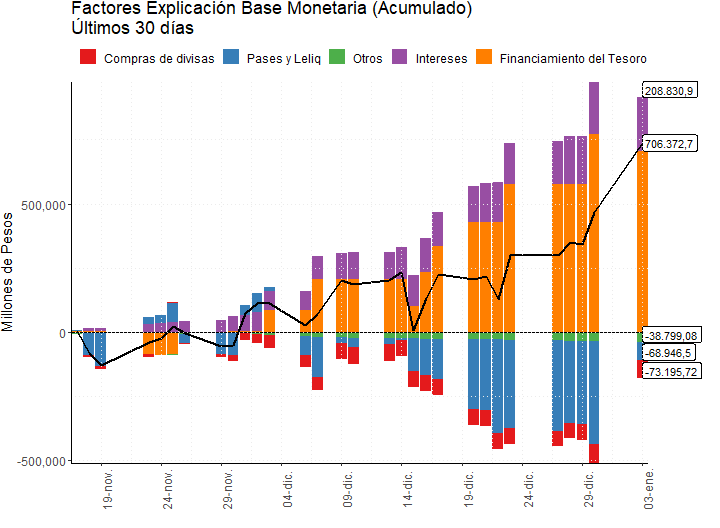 Factores Explicación Base Monetaria (Acumulado)
Últimos 30 días
Compras de divisas Pases y Leliq Otros Intereses Financiamiento del Tesoro
Millones de Pesos
500,000
0
-500,000
208.830,9
706.372,7
-38.799,08
-68.946,5
-73.195,72
19-nov.
24-nov.
29-nov.
04-dic.
09-dic.
14-dic.
19-dic.
24-dic.
29-dic.
03-ene.